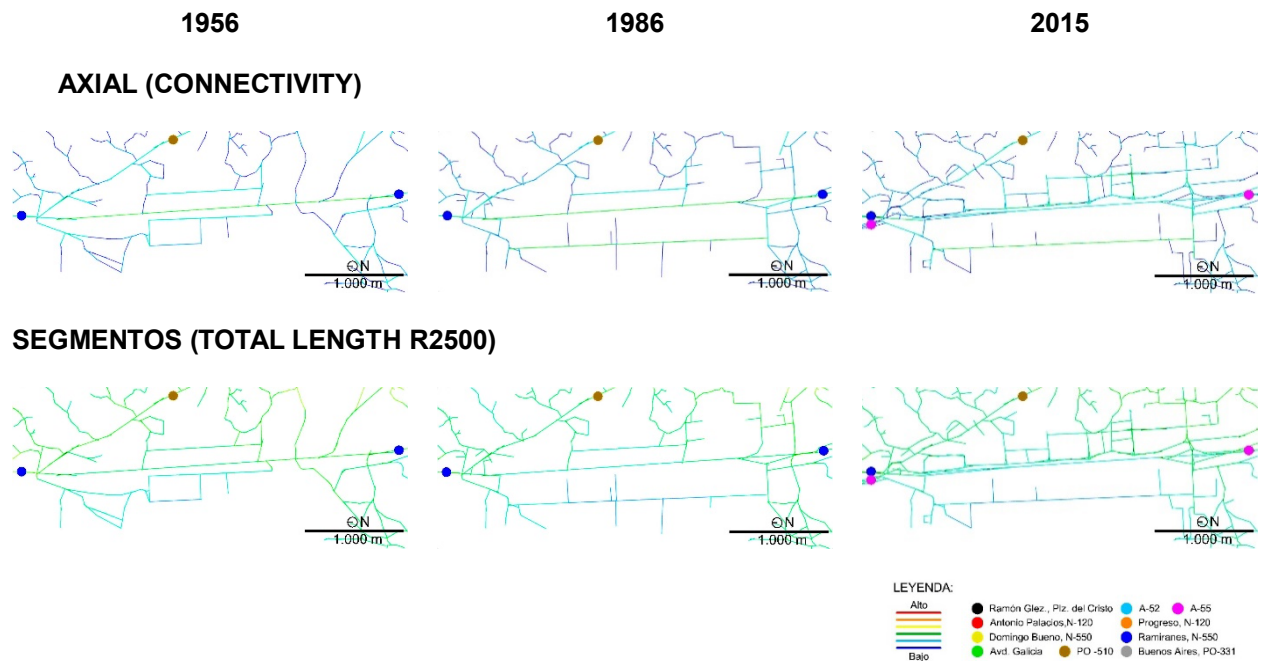 1956 1986 2015
AXIAL (CONNECTIVITY)
N N N
1.000 m 1.000 m 1.000 m
SEGMENTOS (TOTAL LENGTH R2500)
N N N
1.000 m 1.000 m 1.000 m
LEYENDA:
Alto
Bajo
Ramón Glez., Plz. del Cristo A-52 A-55
Antonio Palacios,N-120 Progreso, N-120
Domingo Bueno, N-550 Ramiranes, N-550
Avd. Galicia PO -510 Buenos Aires, PO-331